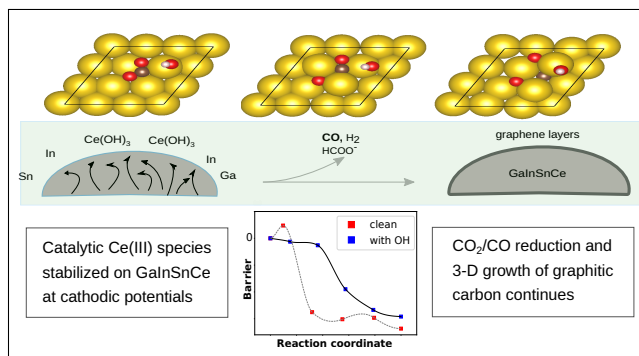 Ce(OH)3 Ce(OH)3
In In
Sn Ga
CO, H2
HCOO-
graphene layers
GaInSnCe
Catalytic Ce(III) species
stabilized on GaInSnCe
at cathodic potentials
0
clean
with OH
Barrier
Reaction coordinate
CO2/CO reduction and
3-D growth of graphitic
carbon continues